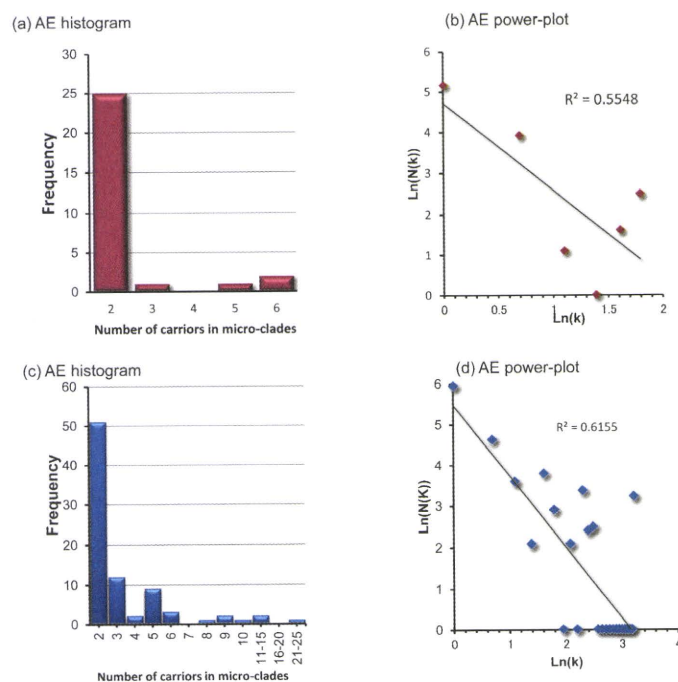 (a) AE histogram
Frequency
30
25
20
15
10
5
0
2 3 4 5 6
Number of carriors in micro-clades
(b) AE power-plot
Ln(N(k))
6
5
4
3
2
1
0
R² = 0.5548
0 0.5 1 1.5 2
Ln(k)
(c) AE histogram
Frequency
60
50
40
30
20
10
0
2 3 4 5 6 7 8 9 10 11-15 16-20 21-25
Number of carriors in micro-clades
(d) AE power-plot
Ln(N(K))
6
5
4
3
2
1
0
R² = 0.6155
0 1 2 3 4
Ln(k)